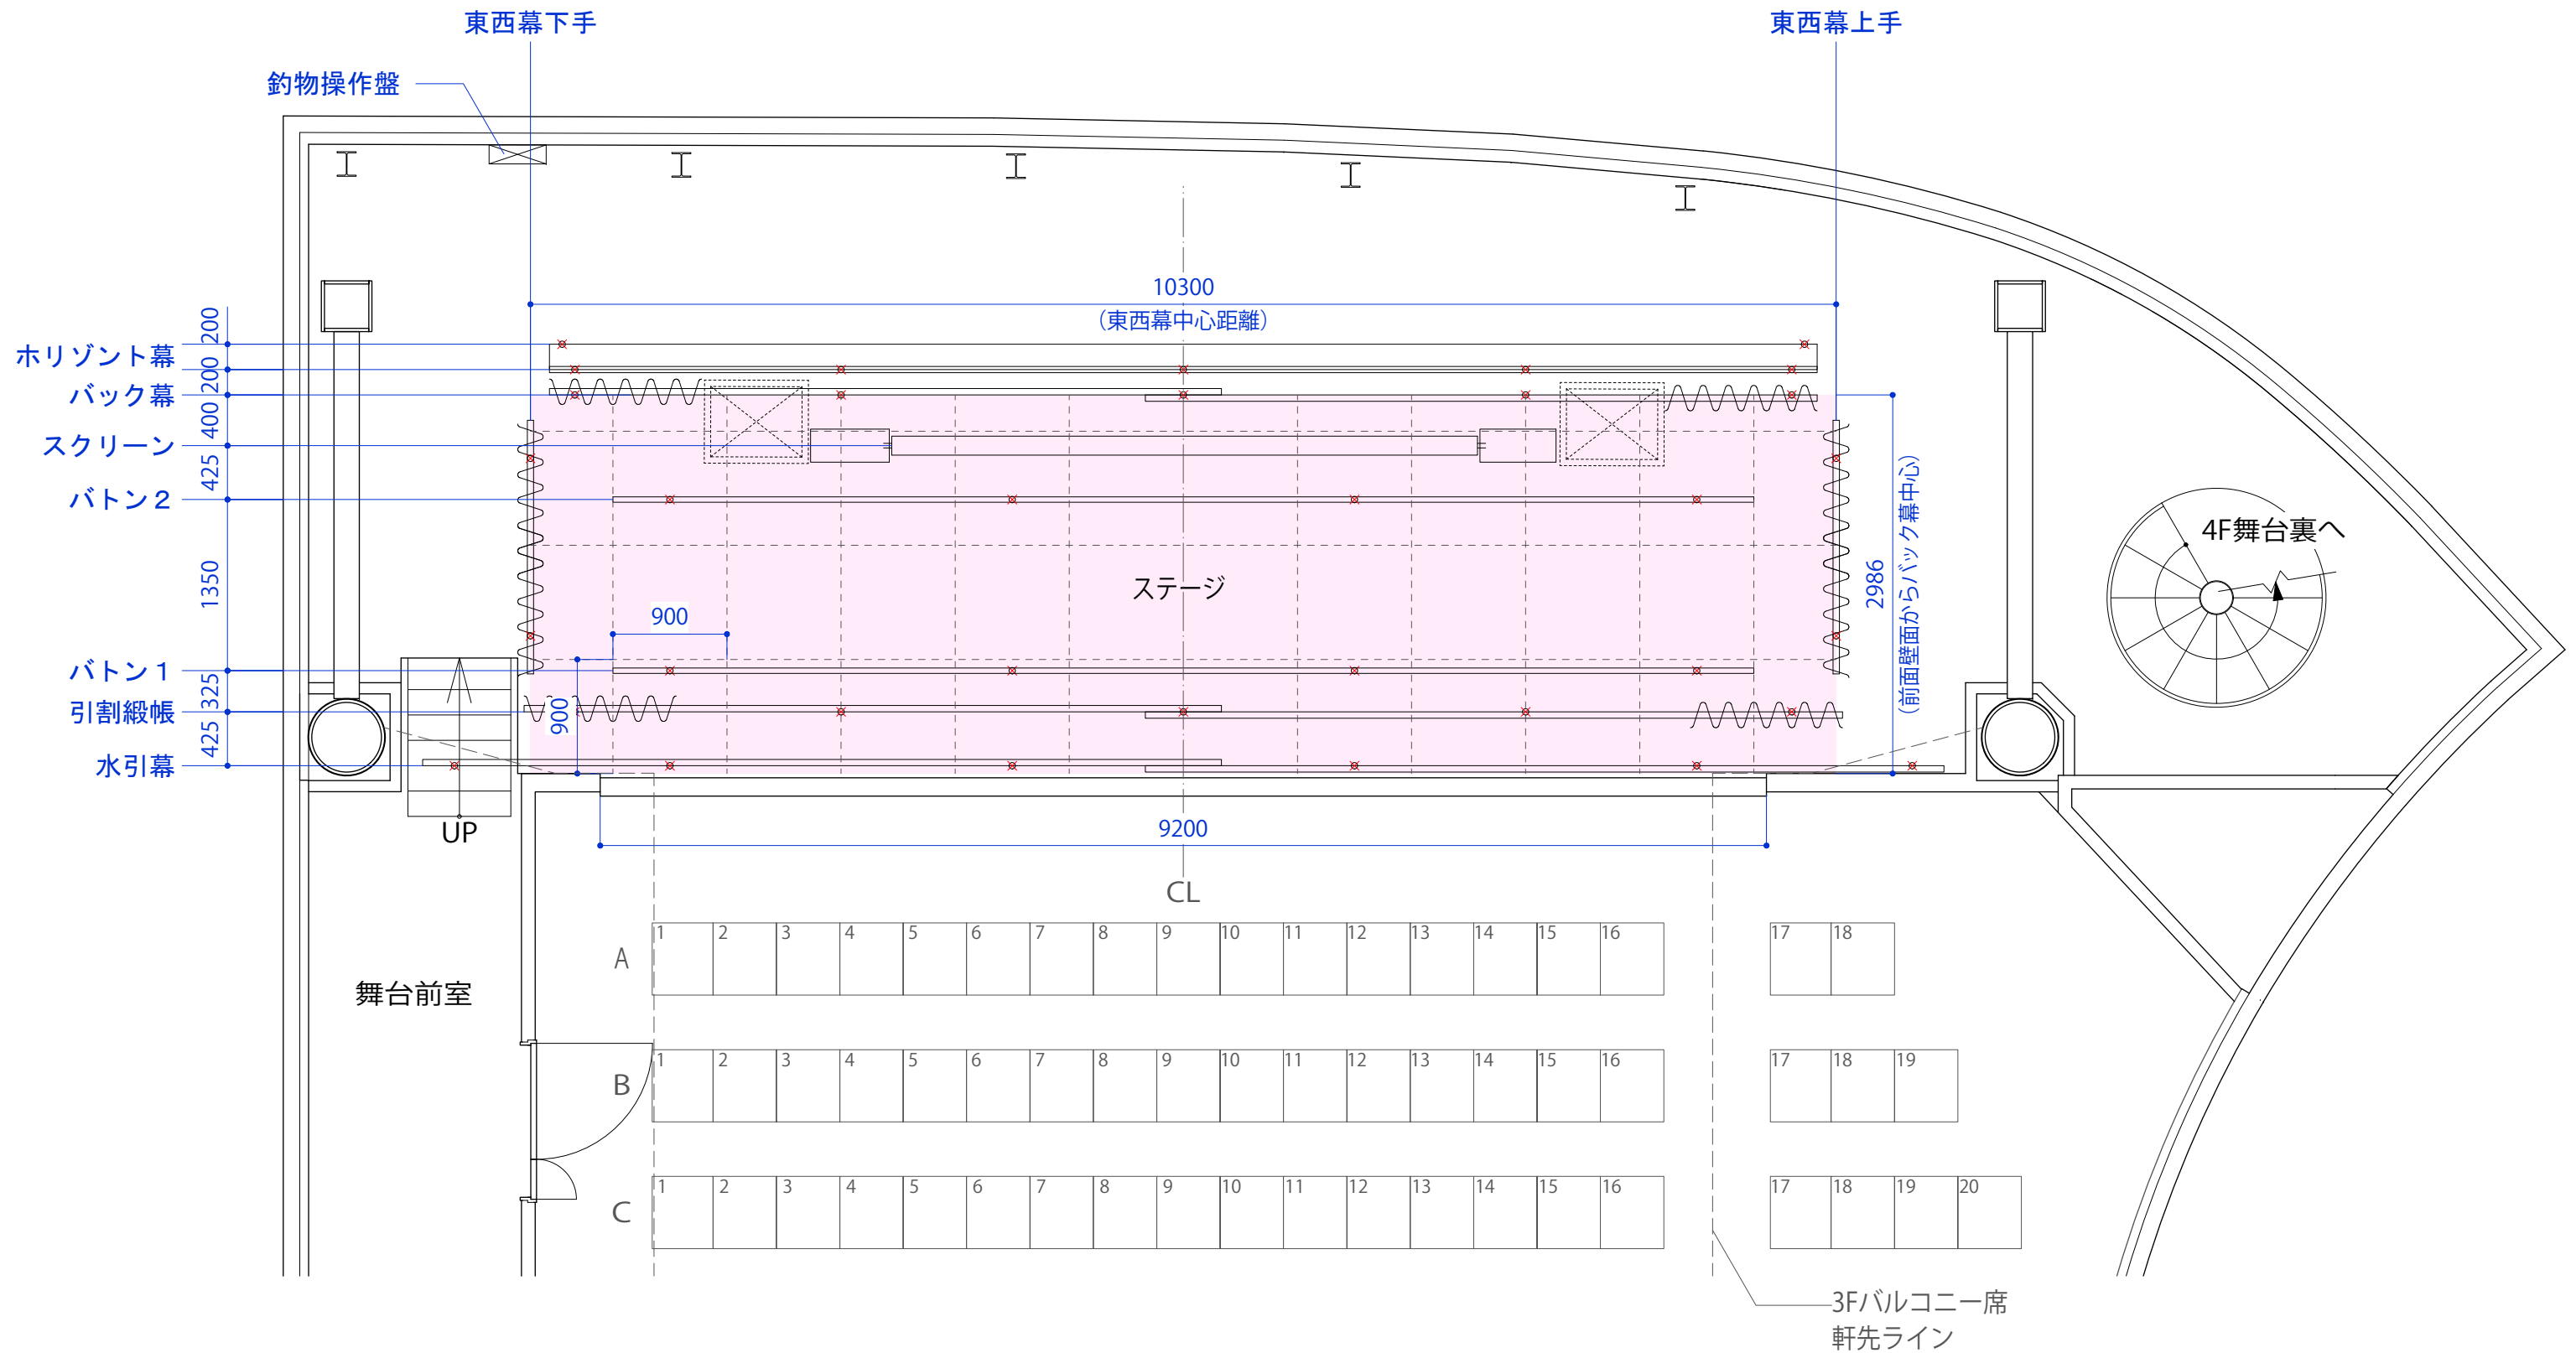 東西幕下手
東西幕上手
釣物操作盤
10300
（東西幕中心距離）
200
ホリゾント幕
200
バック幕
400
スクリーン
425
バトン２
1350
バトン１
325
引割緞帳
425
水引幕
900
900
ステージ
2986
（前面壁面からバック幕中心）
4F舞台裏へ
UP
9200
CL
舞台前室
A 1 2 3 4 5 6 7 8 9 10 11 12 13 14 15 16 17 18
B 1 2 3 4 5 6 7 8 9 10 11 12 13 14 15 16 17 18 19
C 1 2 3 4 5 6 7 8 9 10 11 12 13 14 15 16 17 18 19 20
3Fバルコニー席
軒先ライン